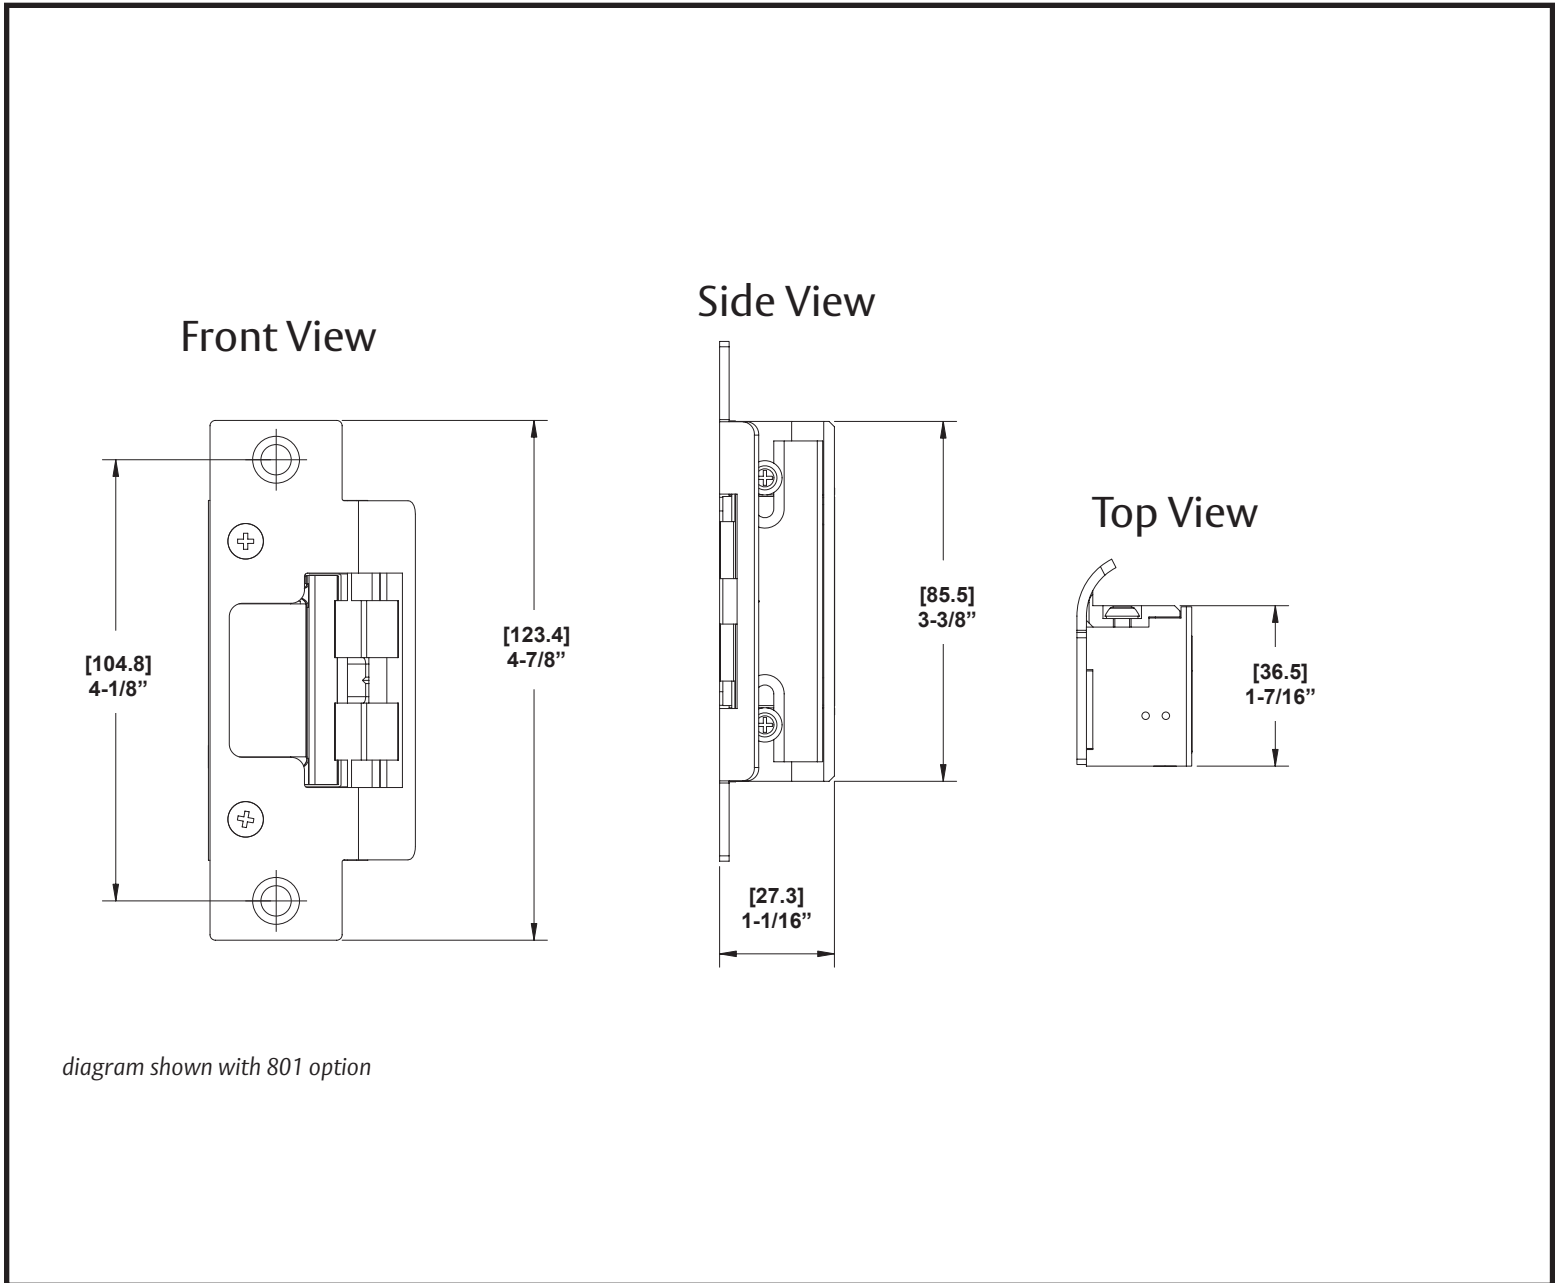 Front View
Side View
Top View
[104.8]
4-1/8”
[123.4]
4-7/8”
[85.5]
3-3/8”
[27.3]
1-1/16”
[36.5]
1-7/16”
diagram shown with 801 option